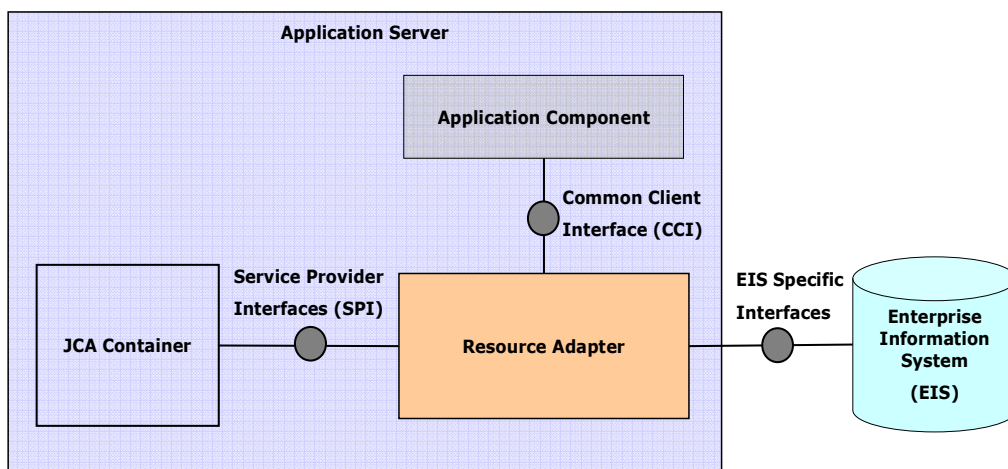 Application Server
Application Component
Common Client
Interface (CCI)
Service Provider
Interfaces (SPI)
EIS Specific
Interfaces
JCA Container
Resource Adapter
Enterprise
Information
System
(EIS)